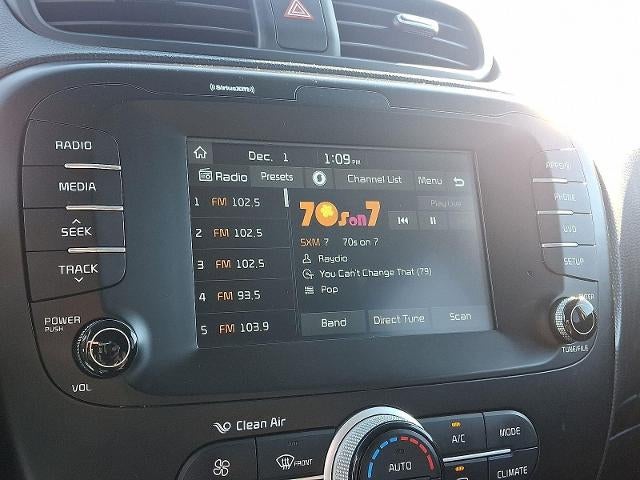 ((SiriusXM))
RADIO
MEDIA
SEEK
TRACK
POWER
PUSH
VOL
Dec. 1 1:09 PM
Radio Presets Channel List Menu
1 FM 102.5
2 FM 102.5
3 FM 102.5
4 FM 93.5
5 FM 103.9
70s on 7
Play Live
SXM 7 70s on 7
Raydio
You Can't Change That (79)
Pop
Band Direct Tune Scan
PHONE
UVO
SETUP
ENTER
TUNE/FILE
Clean Air
FRONT
AUTO
A/C
MODE
CLIMATE